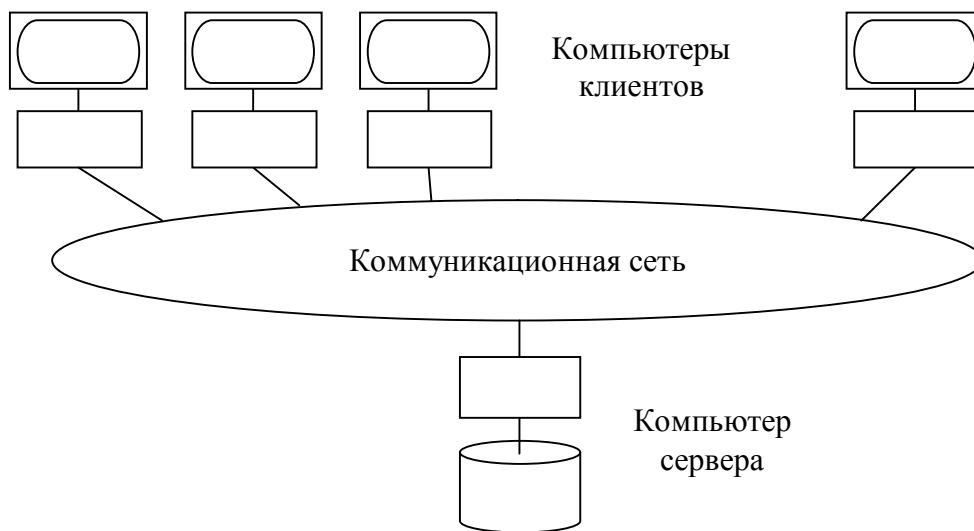 Компьютеры
клиентов
Коммуникационная сеть
Компьютер
сервера